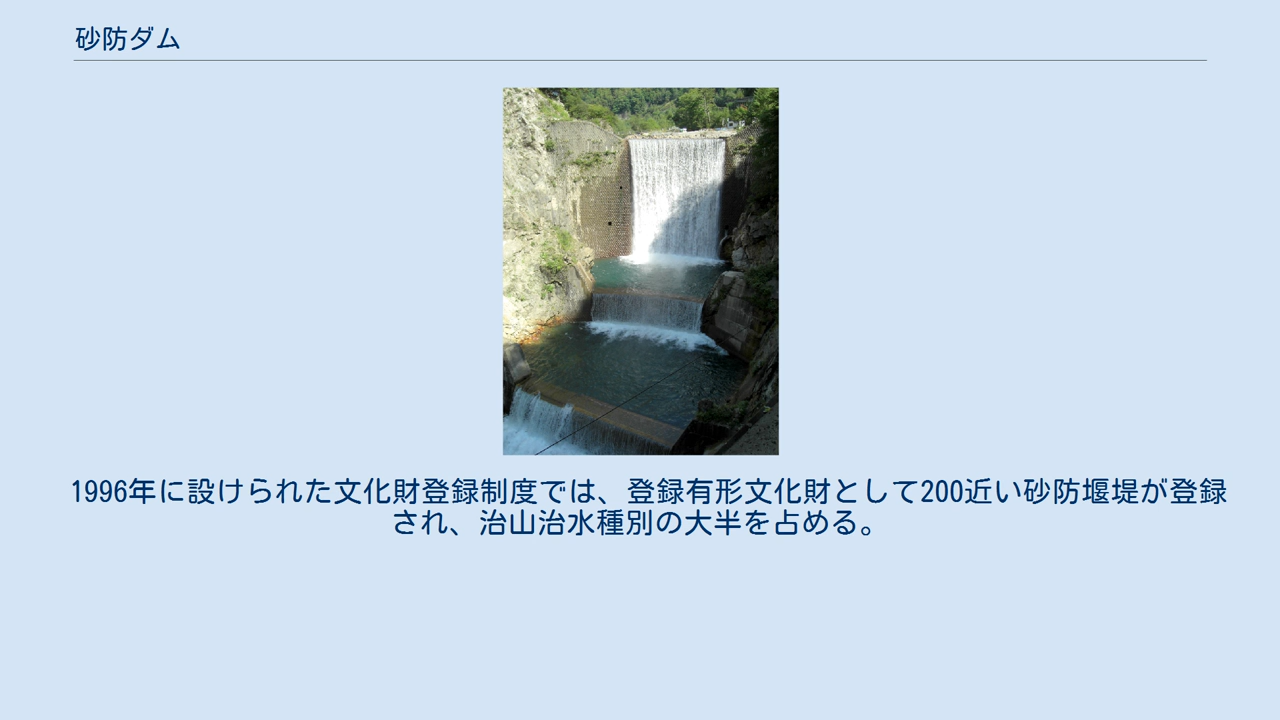 砂防ダム
1996年に設けられた文化財登録制度では、登録有形文化財として200近い砂防堰堤が登録
され、治山治水種別の大半を占める。